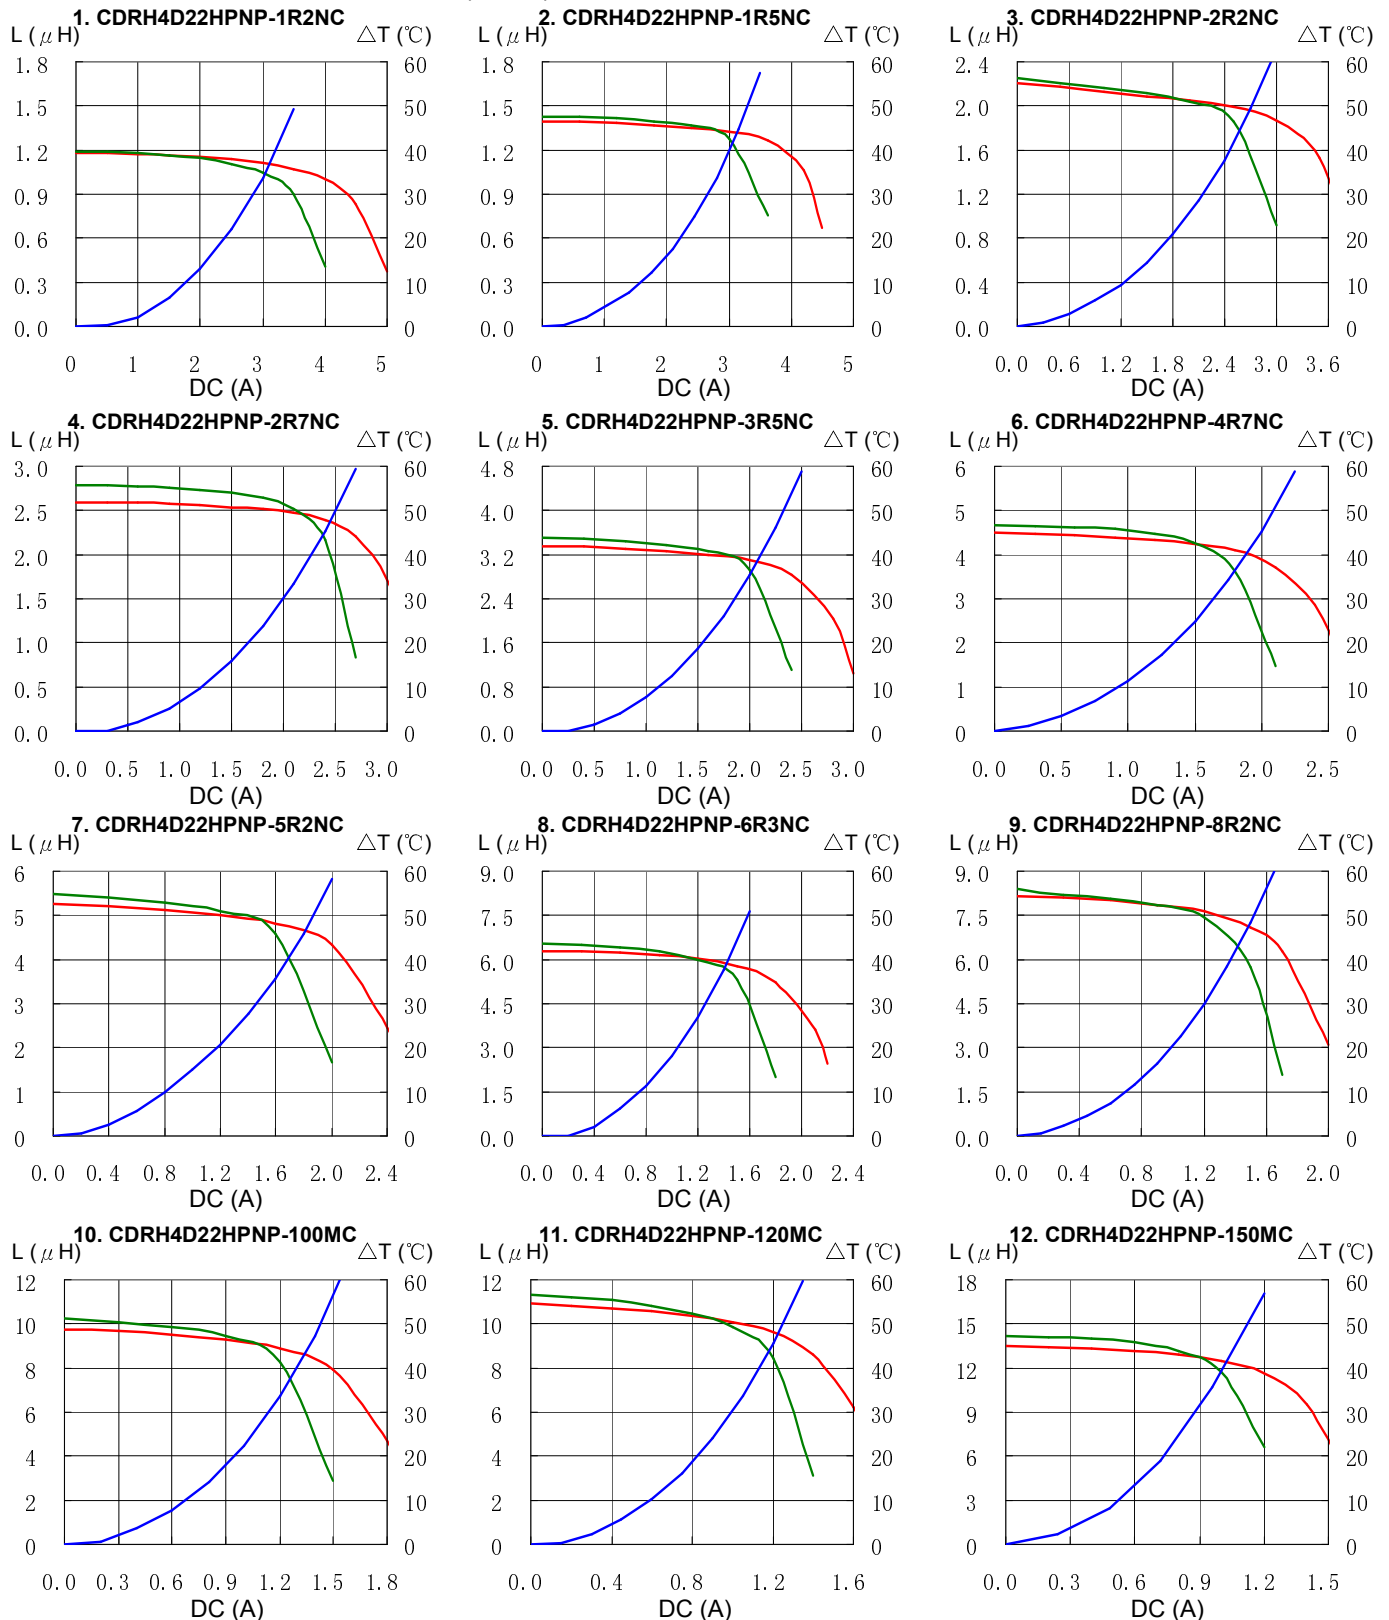 1. CDRH4D22HPNP-1R2NC
L (μH) △T (℃)
1.8 60
1.5 50
1.2 40
0.9 30
0.6 20
0.3 10
0.0 0
0 1 2 3 4 5
DC (A)
2. CDRH4D22HPNP-1R5NC
L (μH) △T (℃)
1.8 60
1.5 50
1.2 40
0.9 30
0.6 20
0.3 10
0.0 0
0 1 2 3 4 5
DC (A)
3. CDRH4D22HPNP-2R2NC
L (μH) △T (℃)
2.4 60
2.0 50
1.6 40
1.2 30
0.8 20
0.4 10
0.0 0
0.0 0.6 1.2 1.8 2.4 3.0 3.6
DC (A)
4. CDRH4D22HPNP-2R7NC
L (μH) △T (℃)
3.0 60
2.5 50
2.0 40
1.5 30
1.0 20
0.5 10
0.0 0
0.0 0.5 1.0 1.5 2.0 2.5 3.0
DC (A)
5. CDRH4D22HPNP-3R5NC
L (μH) △T (℃)
4.8 60
4.0 50
3.2 40
2.4 30
1.6 20
0.8 10
0.0 0
0.0 0.5 1.0 1.5 2.0 2.5 3.0
DC (A)
6. CDRH4D22HPNP-4R7NC
L (μH) △T (℃)
6 60
5 50
4 40
3 30
2 20
1 10
0 0
0.0 0.5 1.0 1.5 2.0 2.5
DC (A)
7. CDRH4D22HPNP-5R2NC
L (μH) △T (℃)
6 60
5 50
4 40
3 30
2 20
1 10
0 0
0.0 0.4 0.8 1.2 1.6 2.0 2.4
DC (A)
8. CDRH4D22HPNP-6R3NC
L (μH) △T (℃)
9.0 60
7.5 50
6.0 40
4.5 30
3.0 20
1.5 10
0.0 0
0.0 0.4 0.8 1.2 1.6 2.0 2.4
DC (A)
9. CDRH4D22HPNP-8R2NC
L (μH) △T (℃)
9.0 60
7.5 50
6.0 40
4.5 30
3.0 20
1.5 10
0.0 0
0.0 0.4 0.8 1.2 1.6 2.0
DC (A)
10. CDRH4D22HPNP-100MC
L (μH) △T (℃)
12 60
10 50
8 40
6 30
4 20
2 10
0 0
0.0 0.3 0.6 0.9 1.2 1.5 1.8
DC (A)
11. CDRH4D22HPNP-120MC
L (μH) △T (℃)
12 60
10 50
8 40
6 30
4 20
2 10
0 0
0.0 0.4 0.8 1.2 1.6
DC (A)
12. CDRH4D22HPNP-150MC
L (μH) △T (℃)
18 60
15 50
12 40
9 30
6 20
3 10
0 0
0.0 0.3 0.6 0.9 1.2 1.5
DC (A)